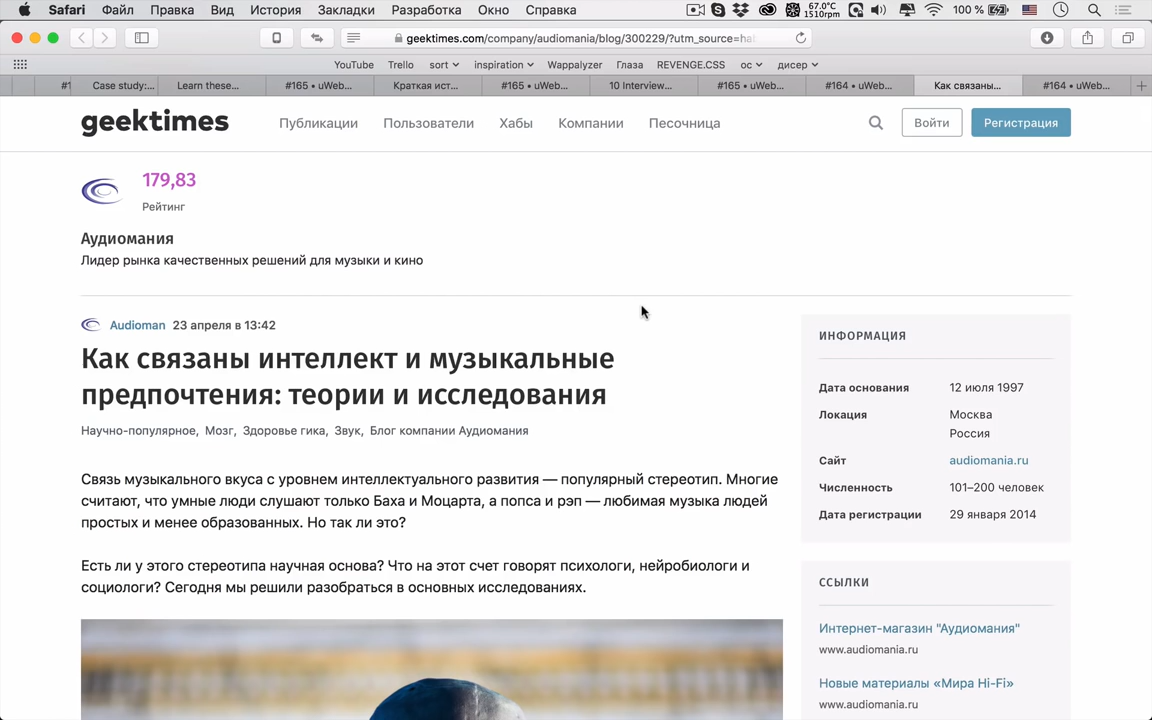 Safari Файл Правка Вид История Закладки Разработка Окно Справка 67.0°C 1510rpm 100 %
geektimes.com/company/audiomania/blog/300229/?utm_source=ha
YouTube Trello sort inspiration Wappalyzer Глаза REVENGE.CSS ос дисер
#1 Case study:... Learn these... #165 • uWeb... Краткая ист... #165 • uWeb... 10 Interview... #165 • uWeb... #164 • uWeb... Как связаны... #164 • uWeb...
geektimes Публикации Пользователи Хабы Компании Песочница Войти Регистрация
179,83
Рейтинг
Аудиомания
Лидер рынка качественных решений для музыки и кино
Audioman 23 апреля в 13:42
Как связаны интеллект и музыкальные
предпочтения: теории и исследования
Научно-популярное, Мозг, Здоровье гика, Звук, Блог компании Аудиомания
Связь музыкального вкуса с уровнем интеллектуального развития — популярный стереотип. Многие
считают, что умные люди слушают только Баха и Моцарта, а попса и рэп — любимая музыка людей
простых и менее образованных. Но так ли это?
Есть ли у этого стереотипа научная основа? Что на этот счет говорят психологи, нейробиологи и
социологи? Сегодня мы решили разобраться в основных исследованиях.
ИНФОРМАЦИЯ
Дата основания 12 июля 1997
Локация Москва
Россия
Сайт audiomania.ru
Численность 101–200 человек
Дата регистрации 29 января 2014
ССЫЛКИ
Интернет-магазин "Аудиомания"
www.audiomania.ru
Новые материалы «Мира Hi-Fi»
www.audiomania.ru